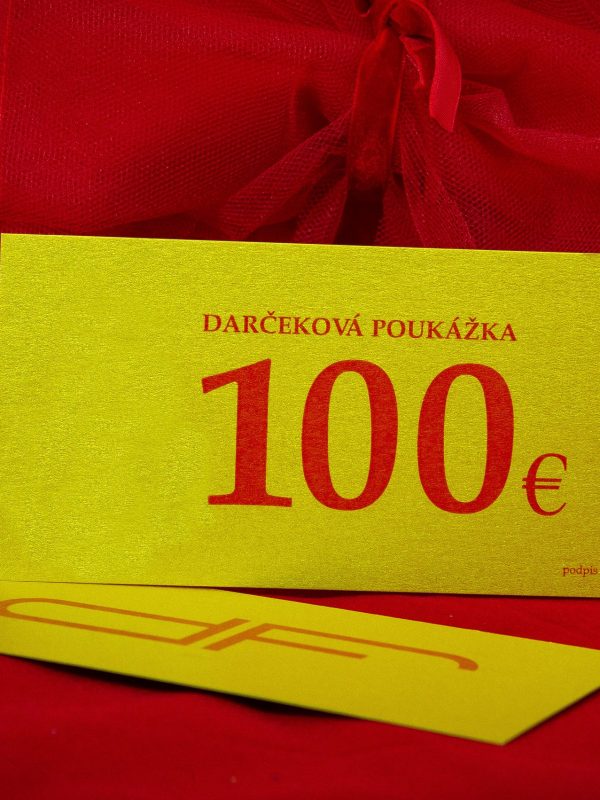 DARČEKOVÁ POUKÁŽKA
100€
podpis